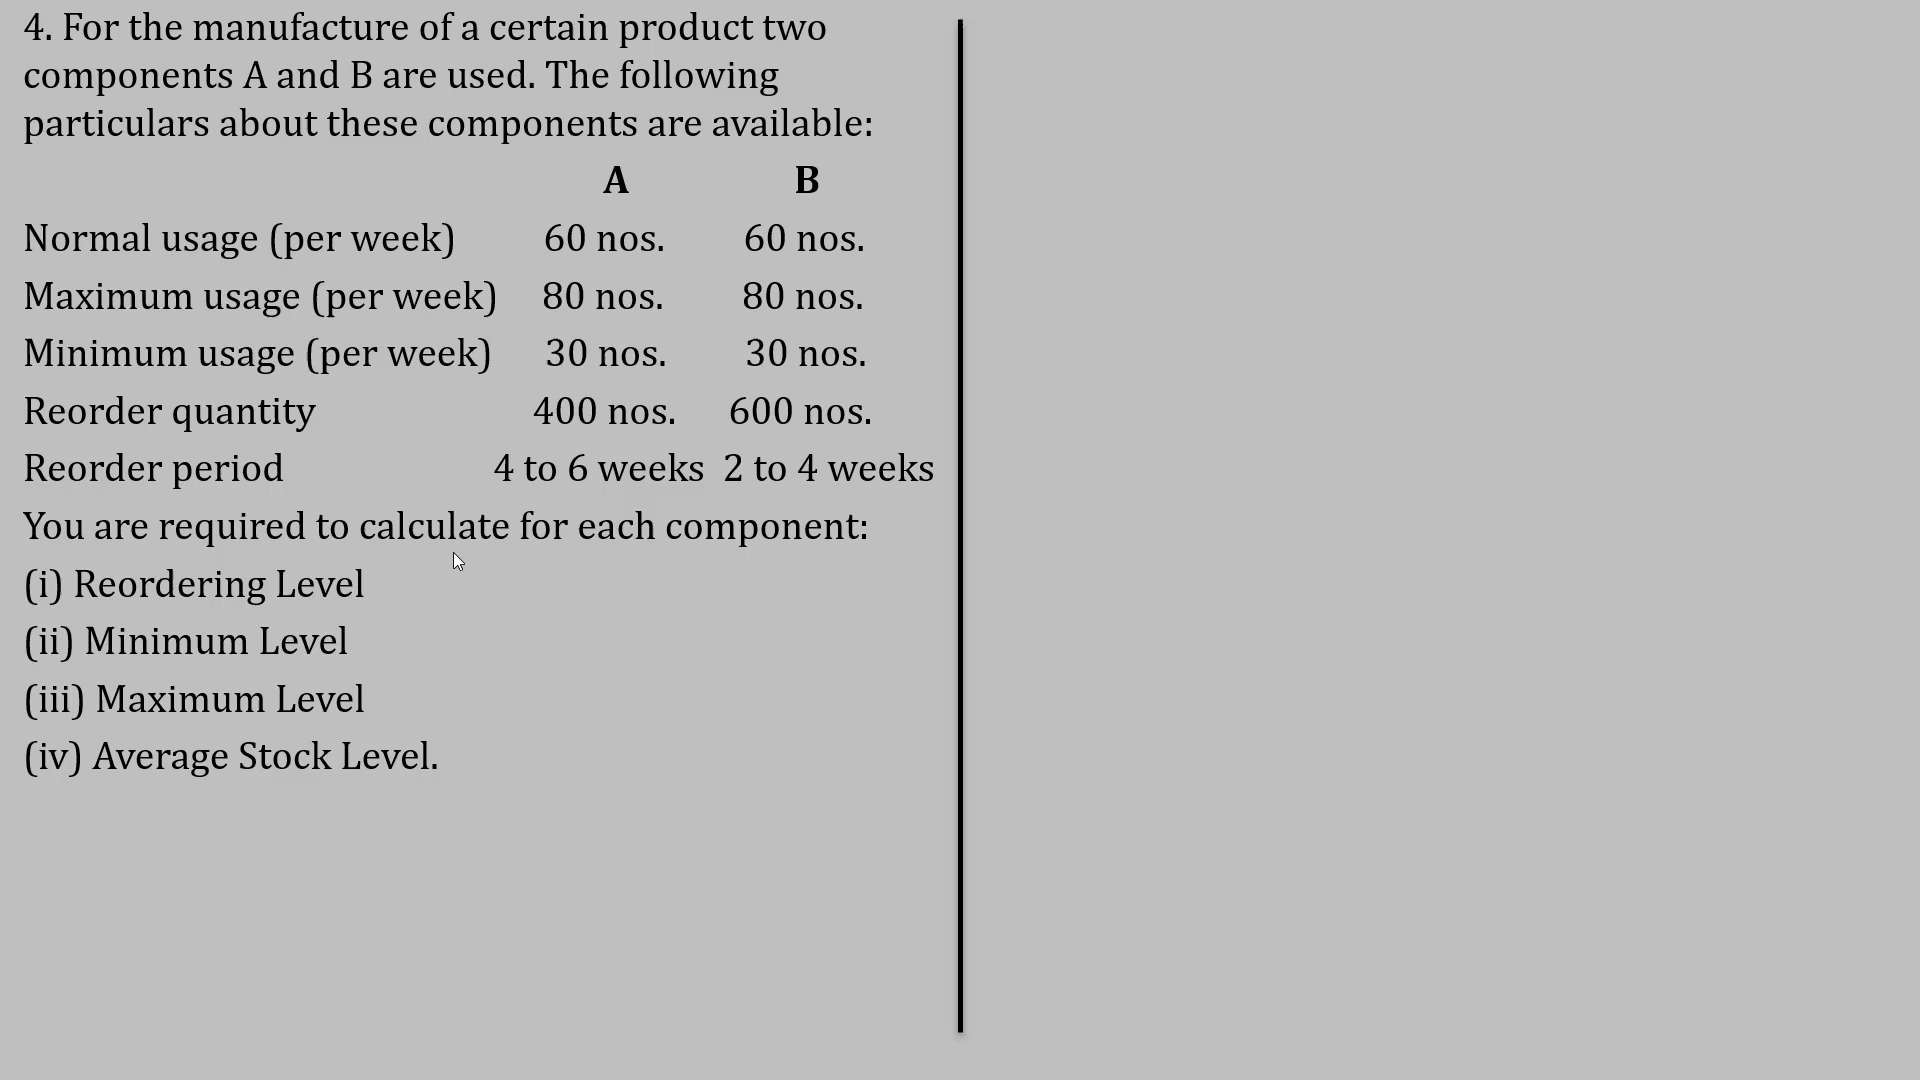 4. For the manufacture of a certain product two
components A and B are used. The following
particulars about these components are available:
A B
Normal usage (per week) 60 nos. 60 nos.
Maximum usage (per week) 80 nos. 80 nos.
Minimum usage (per week) 30 nos. 30 nos.
Reorder quantity 400 nos. 600 nos.
Reorder period 4 to 6 weeks 2 to 4 weeks
You are required to calculate for each component:
(i) Reordering Level
(ii) Minimum Level
(iii) Maximum Level
(iv) Average Stock Level.